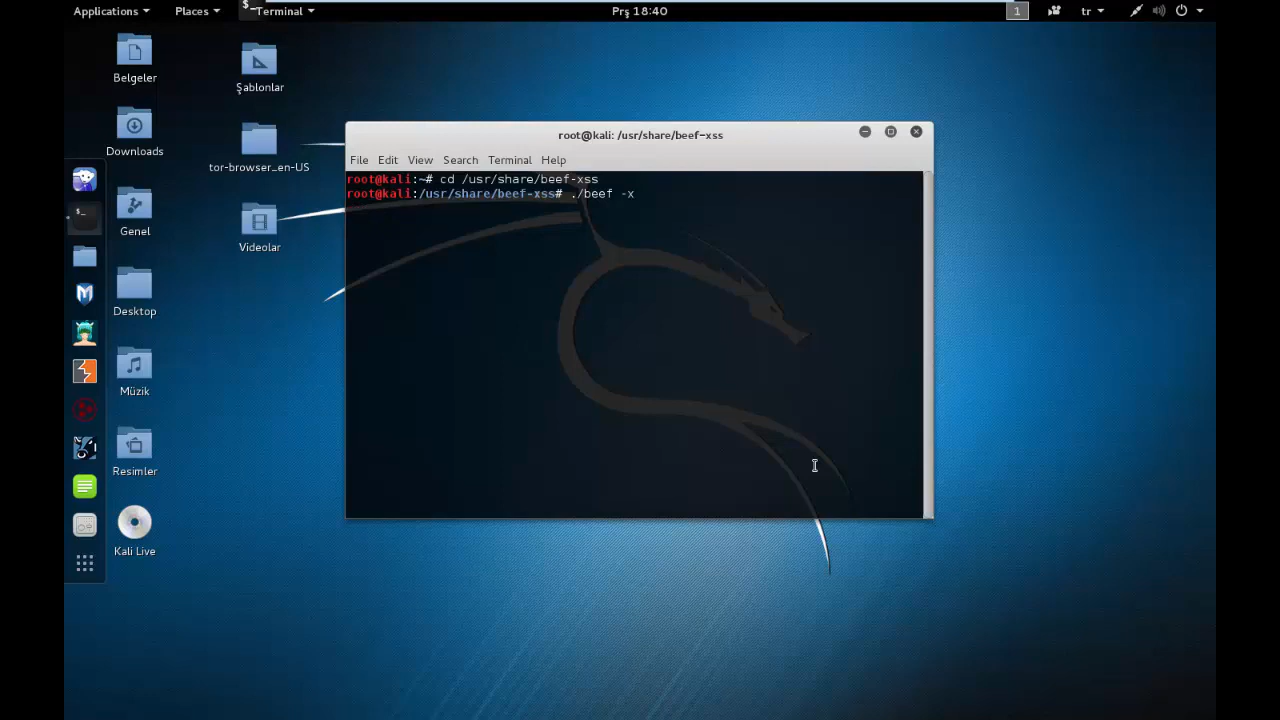 Applications
Places
$_
Terminal
Prş 18:40
1
tr
Belgeler
Şablonlar
Downloads
tor-browser_en-US
Genel
Videolar
Desktop
Müzik
Resimler
Kali Live
$_
root@kali: /usr/share/beef-xss
File Edit View Search Terminal Help
root@kali:~# cd /usr/share/beef-xss
root@kali:/usr/share/beef-xss# ./beef -x